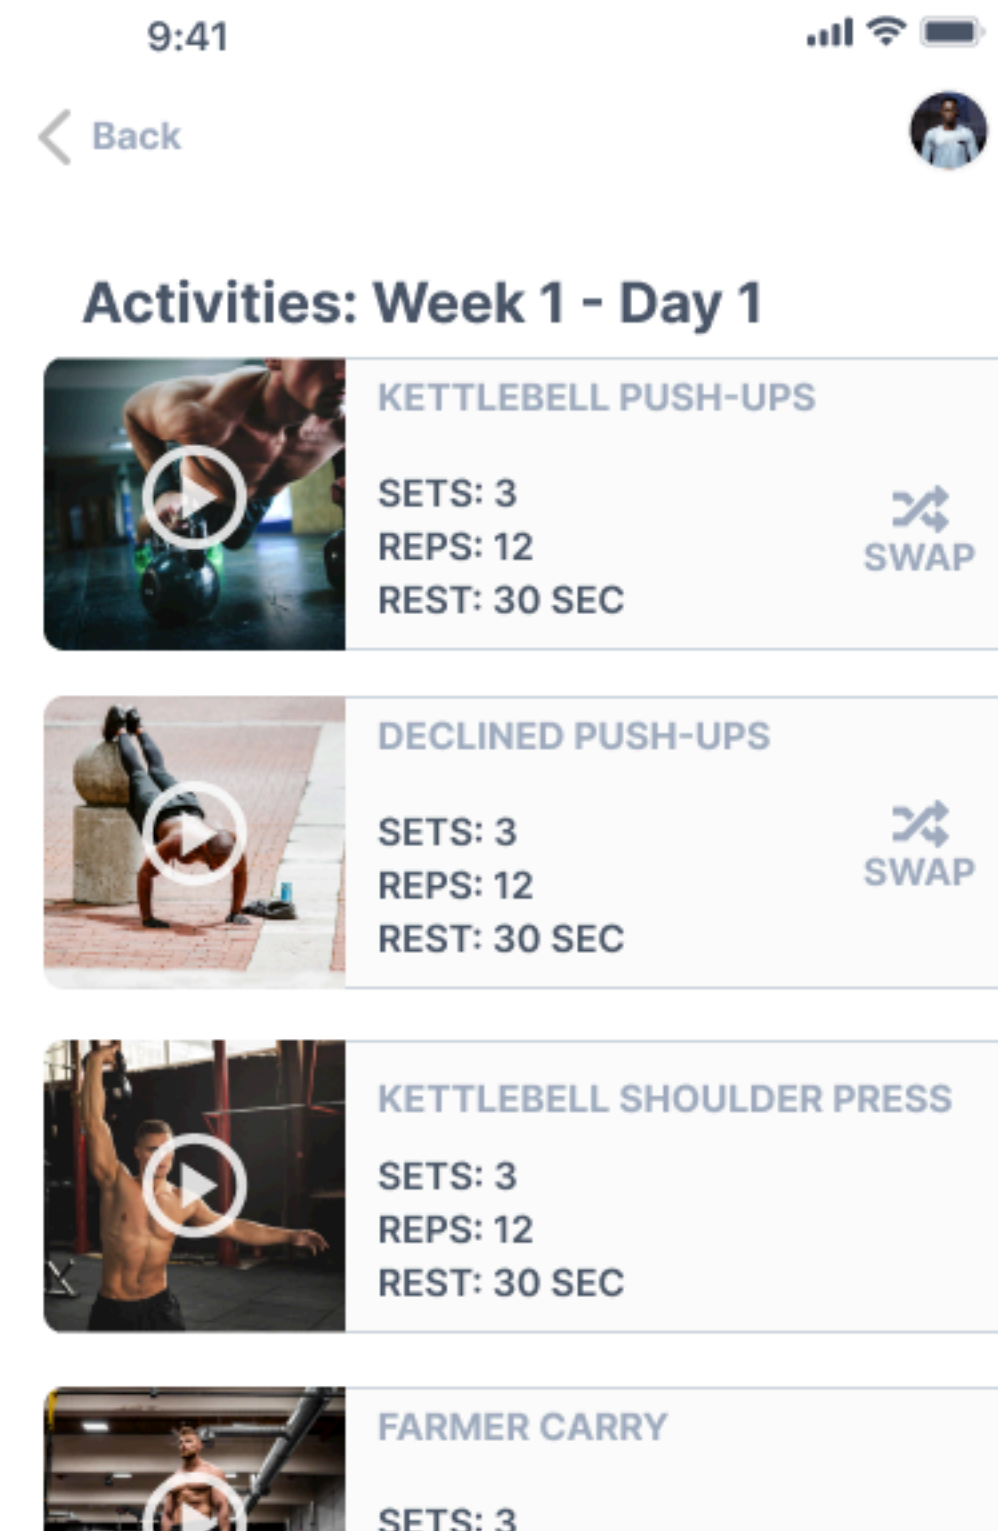 9:41
Back
Activities: Week 1 - Day 1
KETTLEBELL PUSH-UPS
SETS: 3
REPS: 12
REST: 30 SEC
SWAP
DECLINED PUSH-UPS
SETS: 3
REPS: 12
REST: 30 SEC
SWAP
KETTLEBELL SHOULDER PRESS
SETS: 3
REPS: 12
REST: 30 SEC
FARMER CARRY
SETS: 3